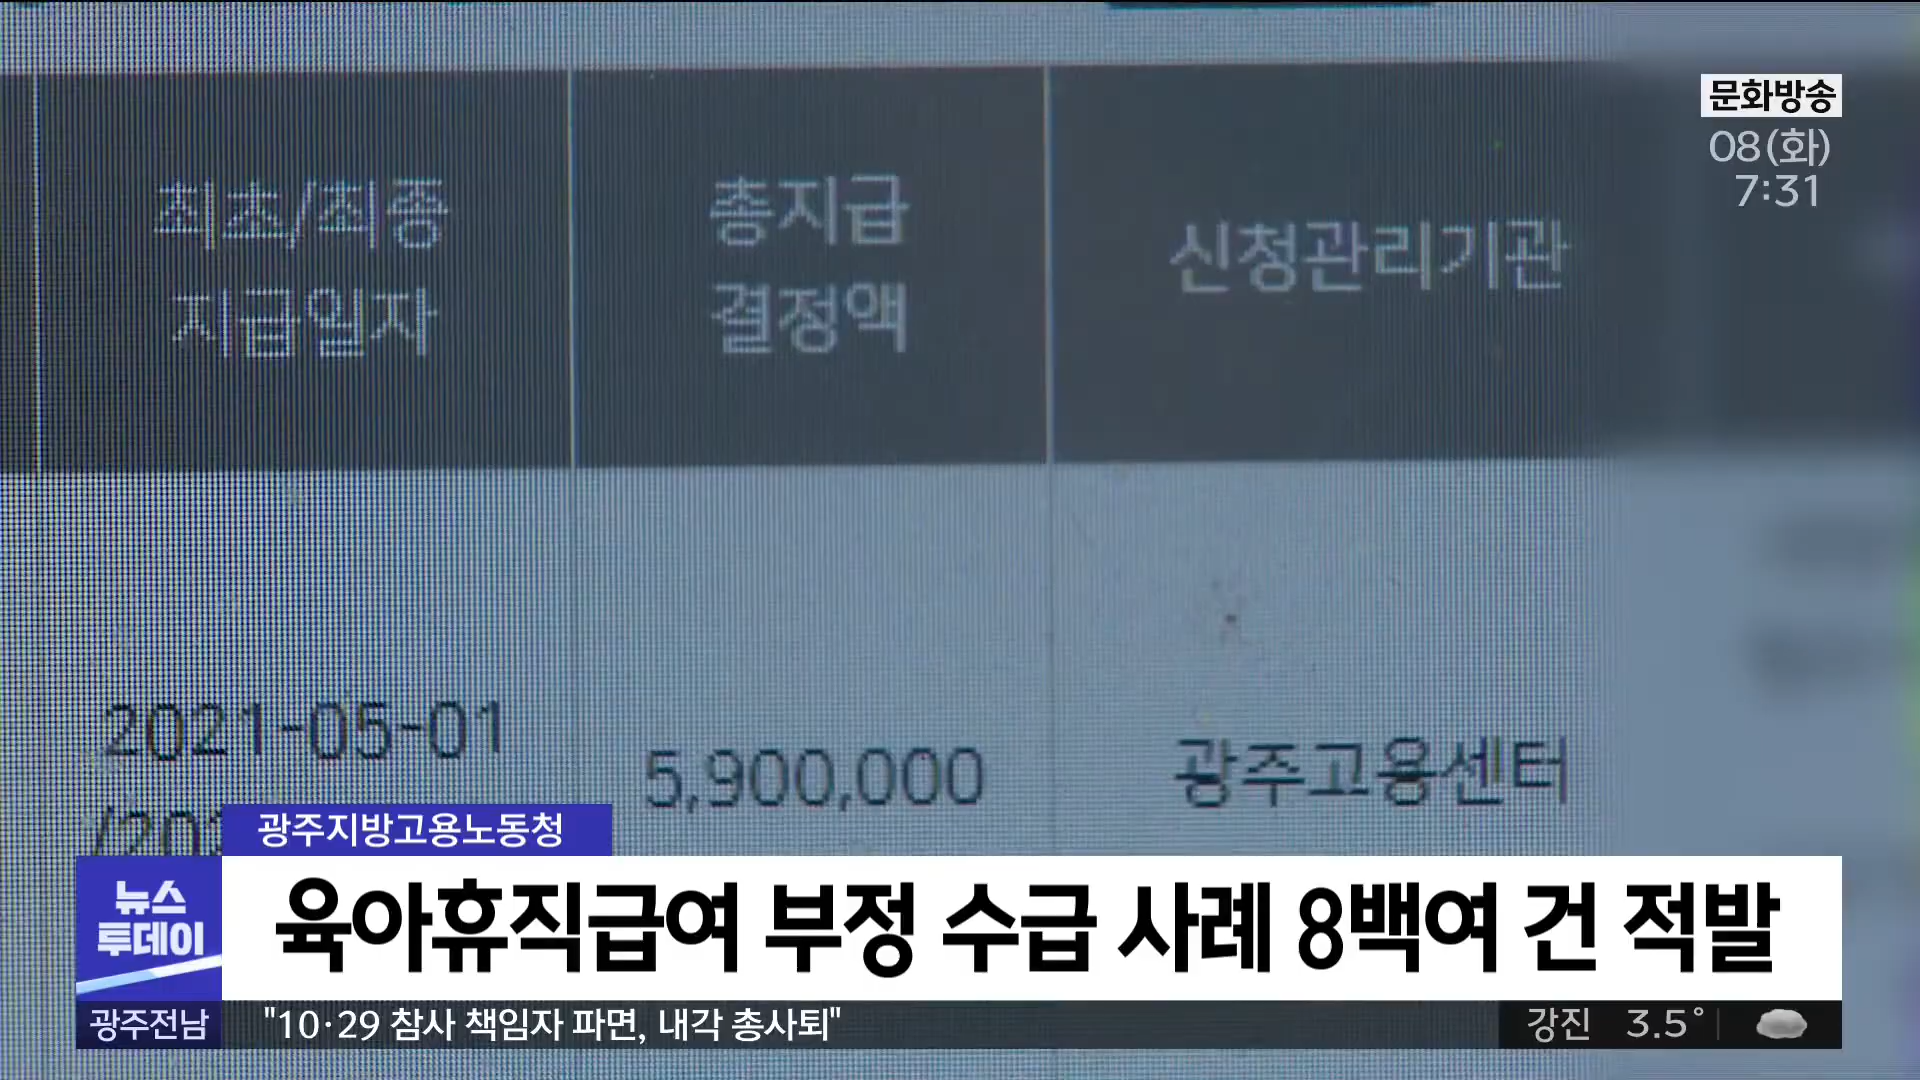 문화방송
08(화)
7:31
최초/최종
지급일자
총지급
결정액
신청관리기관
2021-05-01
5,900,000
광주고용센터
/202
광주지방고용노동청
뉴스
투데이
육아휴직급여 부정 수급 사례 8백여 건 적발
광주전남
"10·29 참사 책임자 파면, 내각 총사퇴"
강진 3.5°